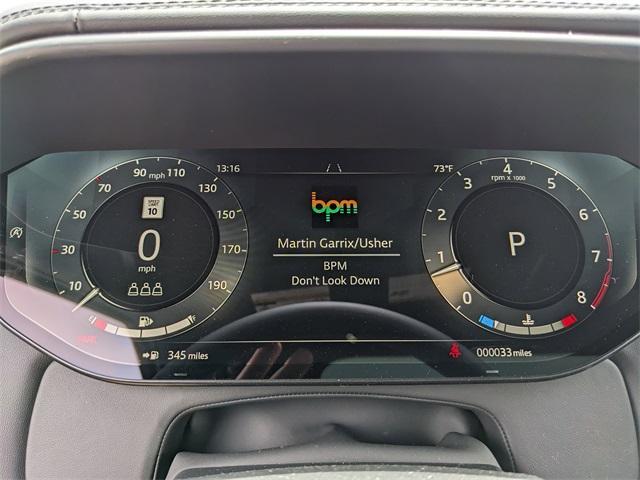 90 mph 110
70
130
50
150
30
170
10
190
SPEED
LIMIT
10
0
mph
345 miles
13:16
bpm
Martin Garrix/Usher
BPM
Don't Look Down
73°F
4
rpm x 1000
3
5
2
6
1
7
0
8
P
000033 miles